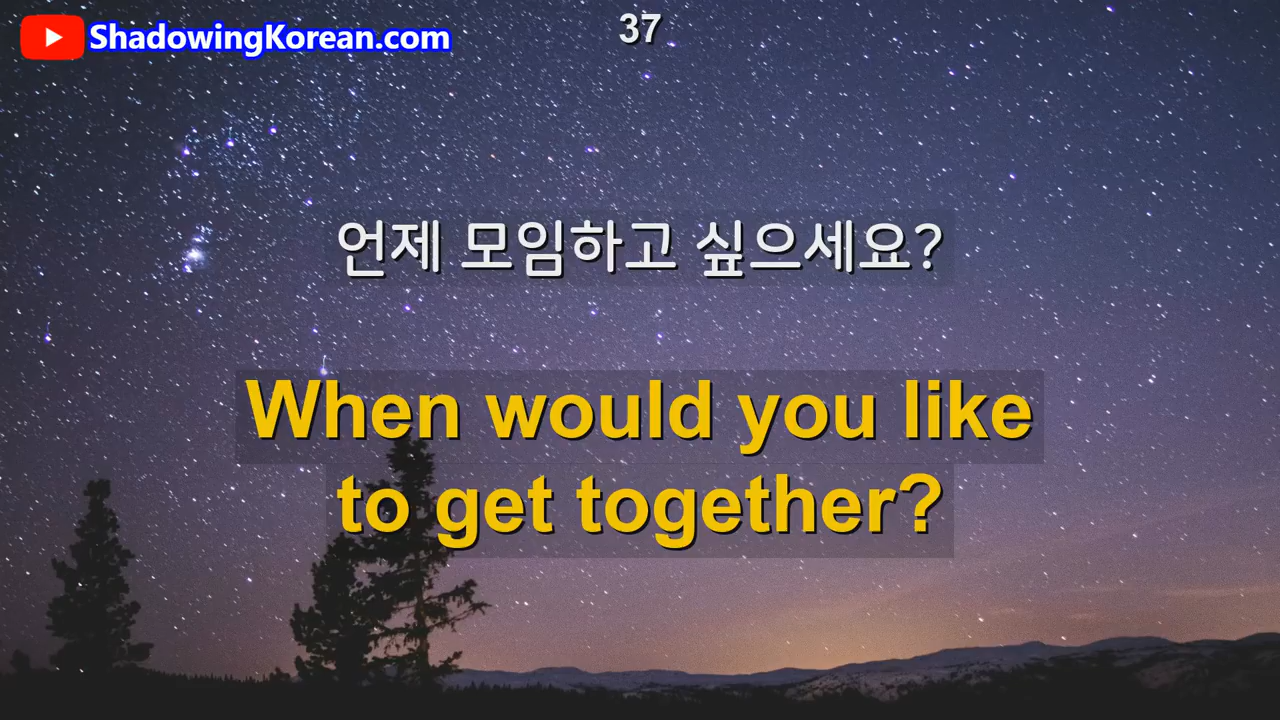 ShadowingKorean.com
37
언제 모임하고 싶으세요?
When would you like
to get together?